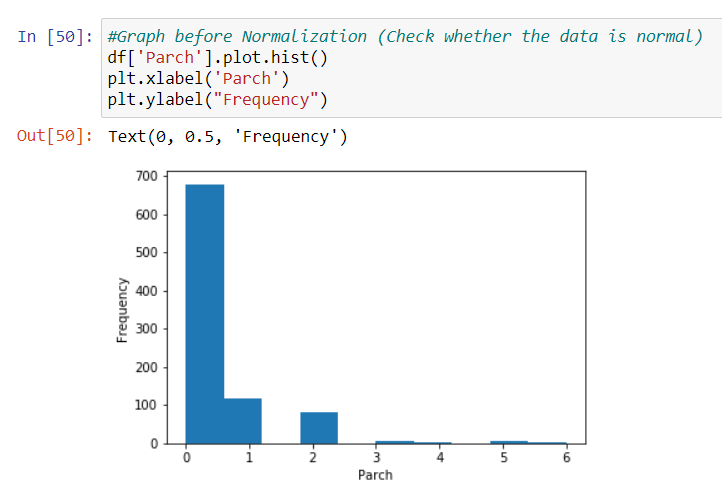 In [50]: #Graph before Normalization (Check whether the data is normal)
df['Parch'].plot.hist()
plt.xlabel('Parch')
plt.ylabel("Frequency")
Out[50]: Text(0, 0.5, 'Frequency')
700
600
500
400
300
200
100
0
Frequency
0 1 2 3 4 5 6
Parch